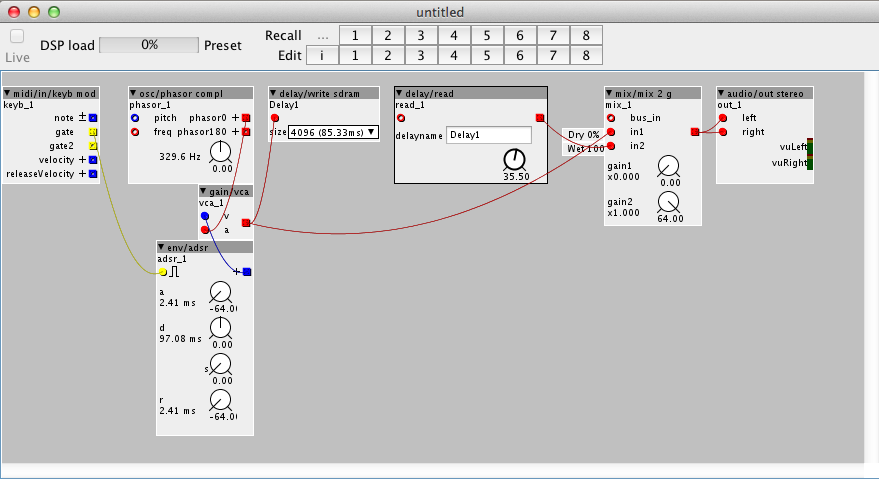 untitled
Live
DSP load 0% Preset
Recall ... 1 2 3 4 5 6 7 8
Edit i 1 2 3 4 5 6 7 8
midi/in/keyb mod
keyb_1
note ±
gate
gate2
velocity +
releaseVelocity +
osc/phasor compl
phasor_1
pitch phasor0 +
freq phasor180 +
329.6 Hz
0.00
gain/vca
vca_1
v
a
env/adsr
adsr_1
+
a
2.41 ms
-64.0
d
97.08 ms
0.00
s
0.00
r
2.41 ms
-64.0
delay/write sdram
Delay1
size 4096 (85.33ms)
delay/read
read_1
delayname Delay1
35.50
Dry 0%
Wet 100
mix/mix 2 g
mix_1
bus_in
in1
in2
gain1
x0.000
0.00
gain2
x1.000
64.00
audio/out stereo
out_1
left
right
vuLeft
vuRight